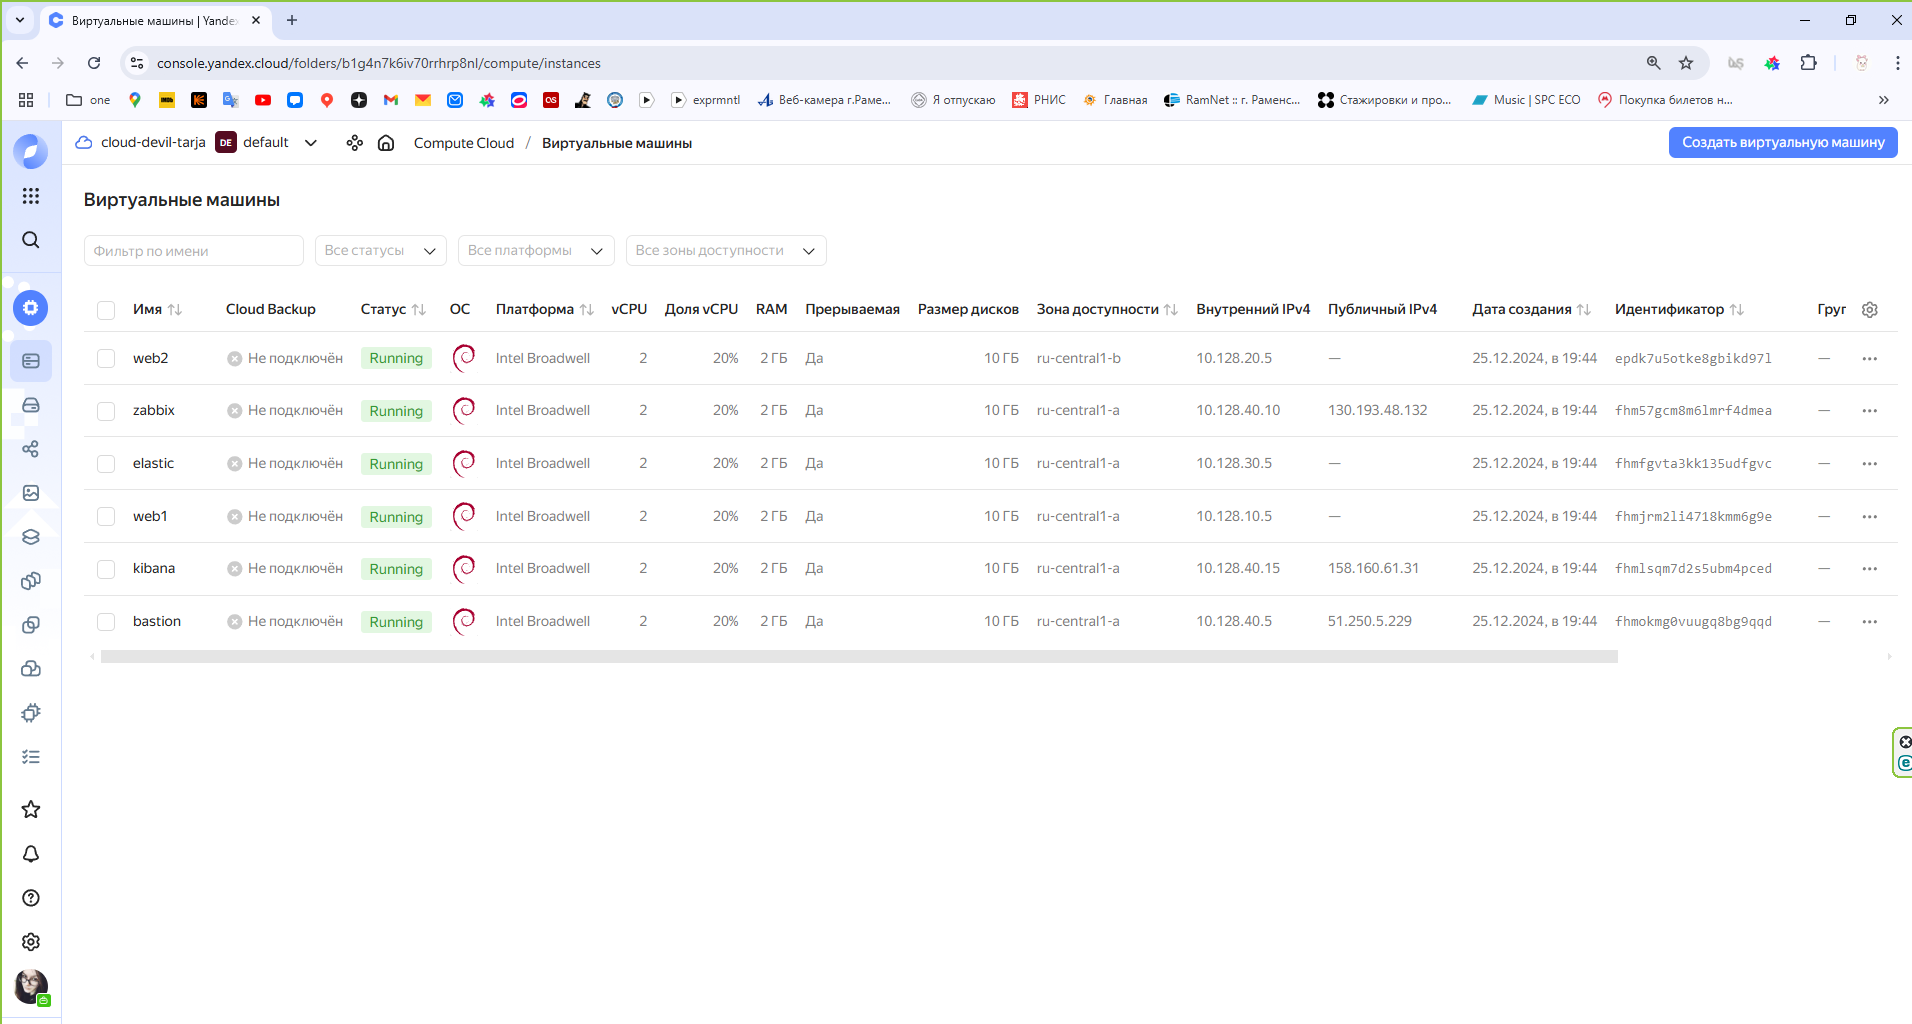 Виртуальные машины | Yande
console.yandex.cloud/folders/b1g4n7k6iv70rrhrp8nl/compute/instances
one exprmntl Веб-камера г.Раме... Я отпускаю РНИС Главная RamNet :: г. Раменс... Стажировки и про... Music | SPC ECO Покупка билетов н...
cloud-devil-tarja DE default Compute Cloud / Виртуальные машины Создать виртуальную машину
Виртуальные машины
Фильтр по имени Все статусы Все платформы Все зоны доступности
Имя Cloud Backup Статус ОС Платформа vCPU Доля vCPU RAM Прерываемая Размер дисков Зона доступности Внутренний IPv4 Публичный IPv4 Дата создания Идентификатор Груг
web2 Не подключён Running Intel Broadwell 2 20% 2 ГБ Да 10 ГБ ru-central1-b 10.128.20.5 — 25.12.2024, в 19:44 epdk7u5otke8gbikd97l —
zabbix Не подключён Running Intel Broadwell 2 20% 2 ГБ Да 10 ГБ ru-central1-a 10.128.40.10 130.193.48.132 25.12.2024, в 19:44 fhm57gcm8m6lmrf4dmea —
elastic Не подключён Running Intel Broadwell 2 20% 2 ГБ Да 10 ГБ ru-central1-a 10.128.30.5 — 25.12.2024, в 19:44 fhmfgvta3kk135udfgvc —
web1 Не подключён Running Intel Broadwell 2 20% 2 ГБ Да 10 ГБ ru-central1-a 10.128.10.5 — 25.12.2024, в 19:44 fhmjrm2li4718kmm6g9e —
kibana Не подключён Running Intel Broadwell 2 20% 2 ГБ Да 10 ГБ ru-central1-a 10.128.40.15 158.160.61.31 25.12.2024, в 19:44 fhmlsqm7d2s5ubm4pced —
bastion Не подключён Running Intel Broadwell 2 20% 2 ГБ Да 10 ГБ ru-central1-a 10.128.40.5 51.250.5.229 25.12.2024, в 19:44 fhmokmg0vuugq8bg9qqd —